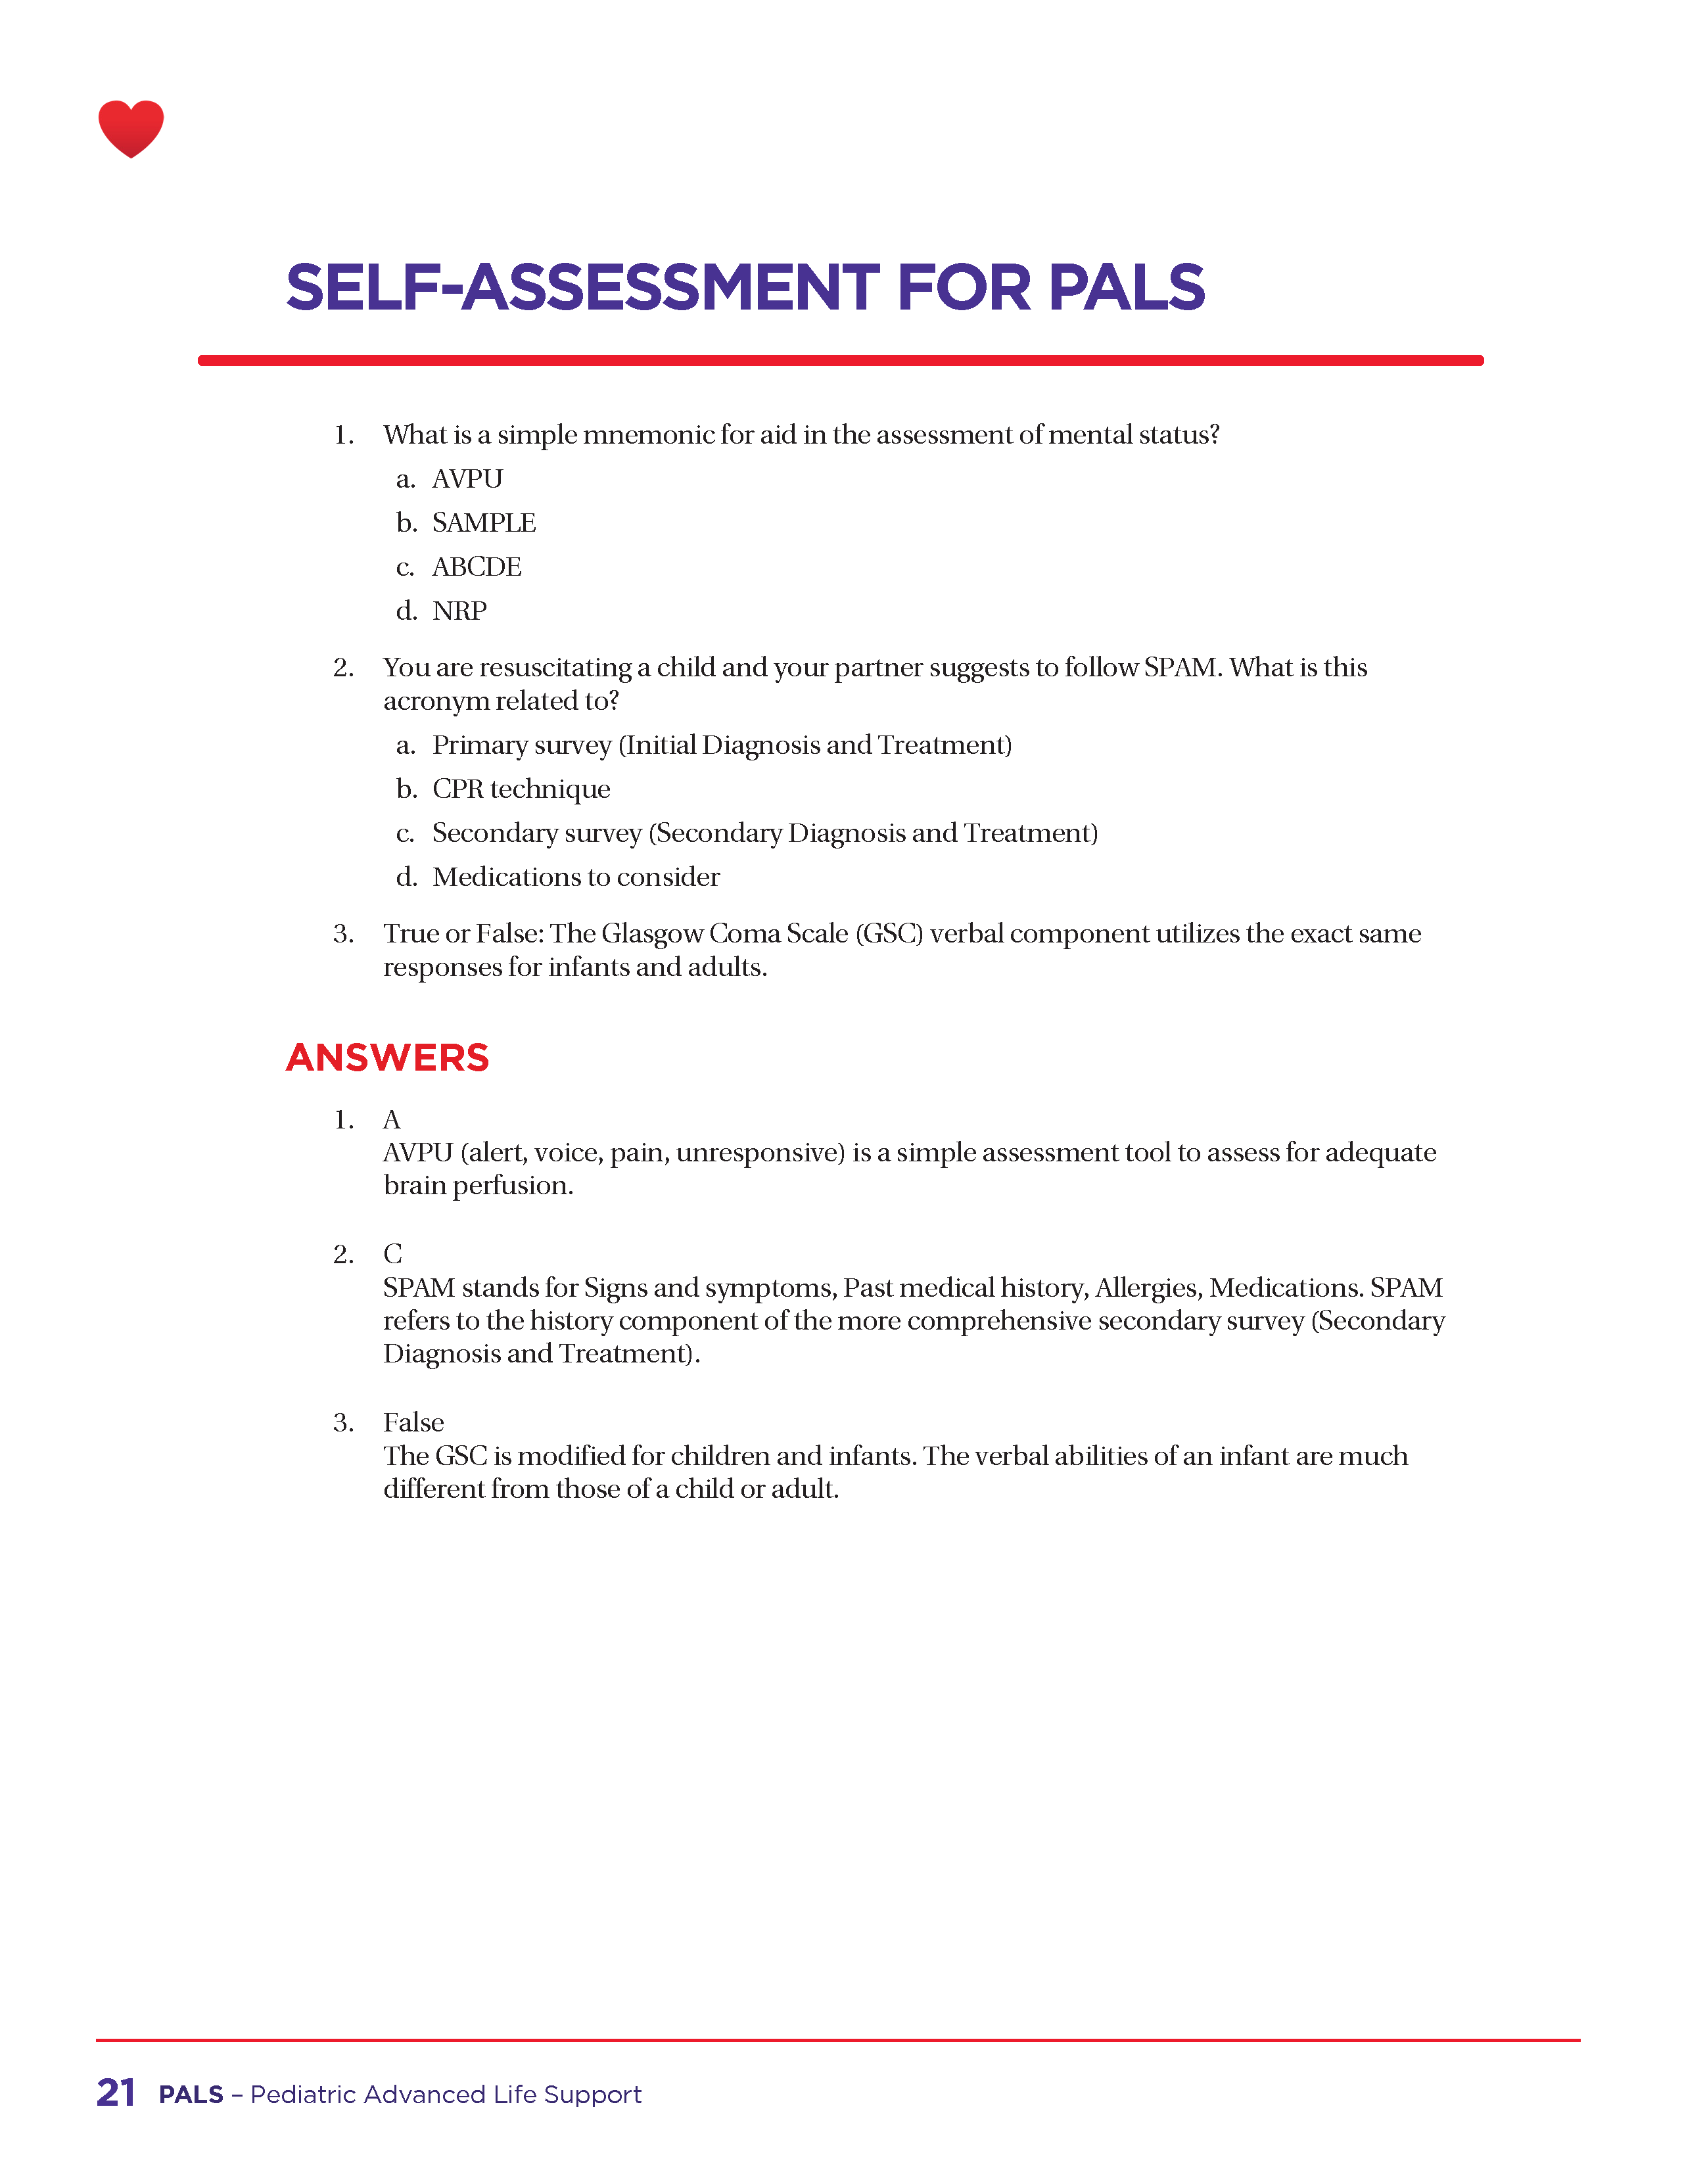 SELF-ASSESSMENT FOR PALS
1. What is a simple mnemonic for aid in the assessment of mental status?
a. AVPU
b. SAMPLE
c. ABCDE
d. NRP
2. You are resuscitating a child and your partner suggests to follow SPAM. What is this
acronym related to?
a. Primary survey (Initial Diagnosis and Treatment)
b. CPR technique
c. Secondary survey (Secondary Diagnosis and Treatment)
d. Medications to consider
3. True or False: The Glasgow Coma Scale (GSC) verbal component utilizes the exact same
responses for infants and adults.
ANSWERS
1. A
AVPU (alert, voice, pain, unresponsive) is a simple assessment tool to assess for adequate
brain perfusion.
2. C
SPAM stands for Signs and symptoms, Past medical history, Allergies, Medications. SPAM
refers to the history component of the more comprehensive secondary survey (Secondary
Diagnosis and Treatment).
3. False
The GSC is modified for children and infants. The verbal abilities of an infant are much
different from those of a child or adult.
21 PALS – Pediatric Advanced Life Support